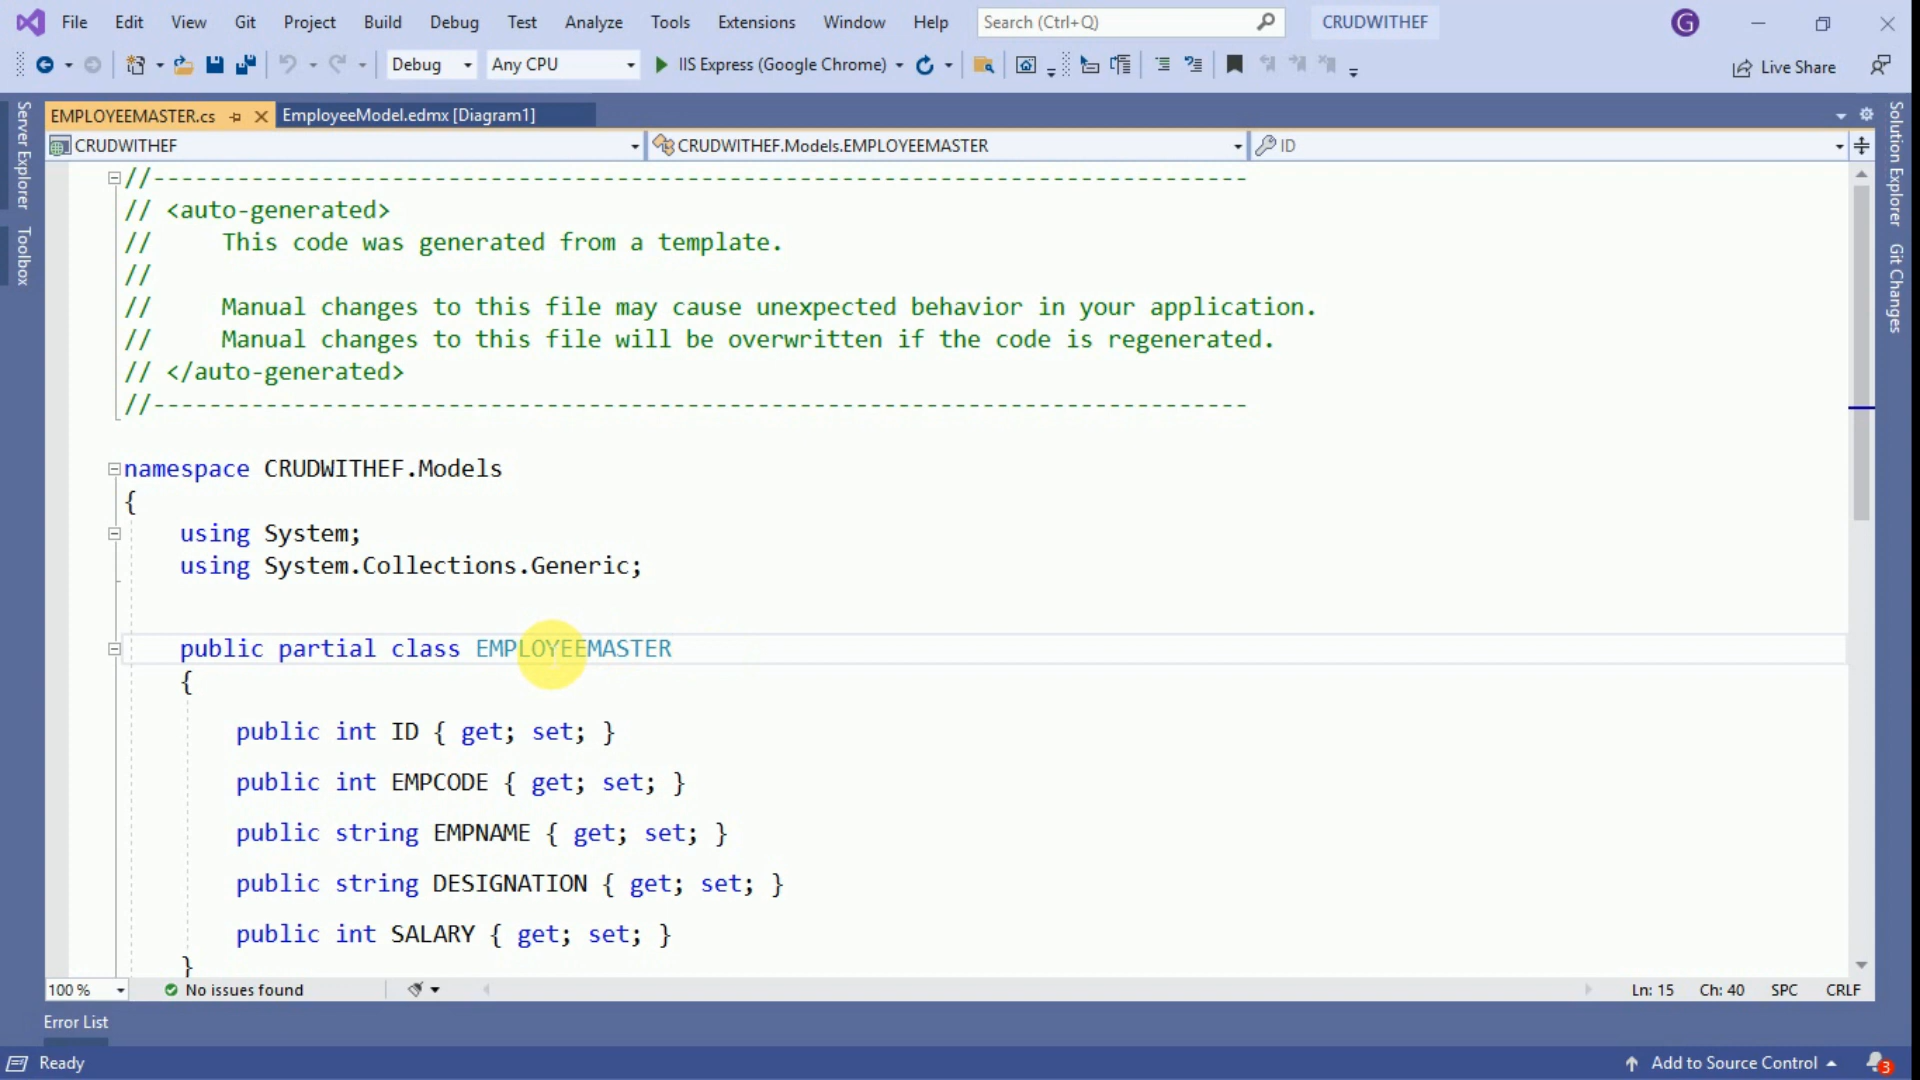 File Edit View Git Project Build Debug Test Analyze Tools Extensions Window Help Search (Ctrl+Q) CRUDWITHEF G
Debug Any CPU IIS Express (Google Chrome) Live Share
EMPLOYEEMASTER.cs EmployeeModel.edmx [Diagram1]
CRUDWITHEF CRUDWITHEF.Models.EMPLOYEEMASTER ID
Server Explorer
Toolbox
Solution Explorer
Git Changes
//------------------------------------------------------------------------------
// <auto-generated>
//     This code was generated from a template.
//
//     Manual changes to this file may cause unexpected behavior in your application.
//     Manual changes to this file will be overwritten if the code is regenerated.
// </auto-generated>
//------------------------------------------------------------------------------
namespace CRUDWITHEF.Models
{
using System;
using System.Collections.Generic;
public partial class EMPLOYEEMASTER
{
public int ID { get; set; }
public int EMPCODE { get; set; }
public string EMPNAME { get; set; }
public string DESIGNATION { get; set; }
public int SALARY { get; set; }
}
100 % No issues found Ln: 15 Ch: 40 SPC CRLF
Error List
Ready Add to Source Control 3